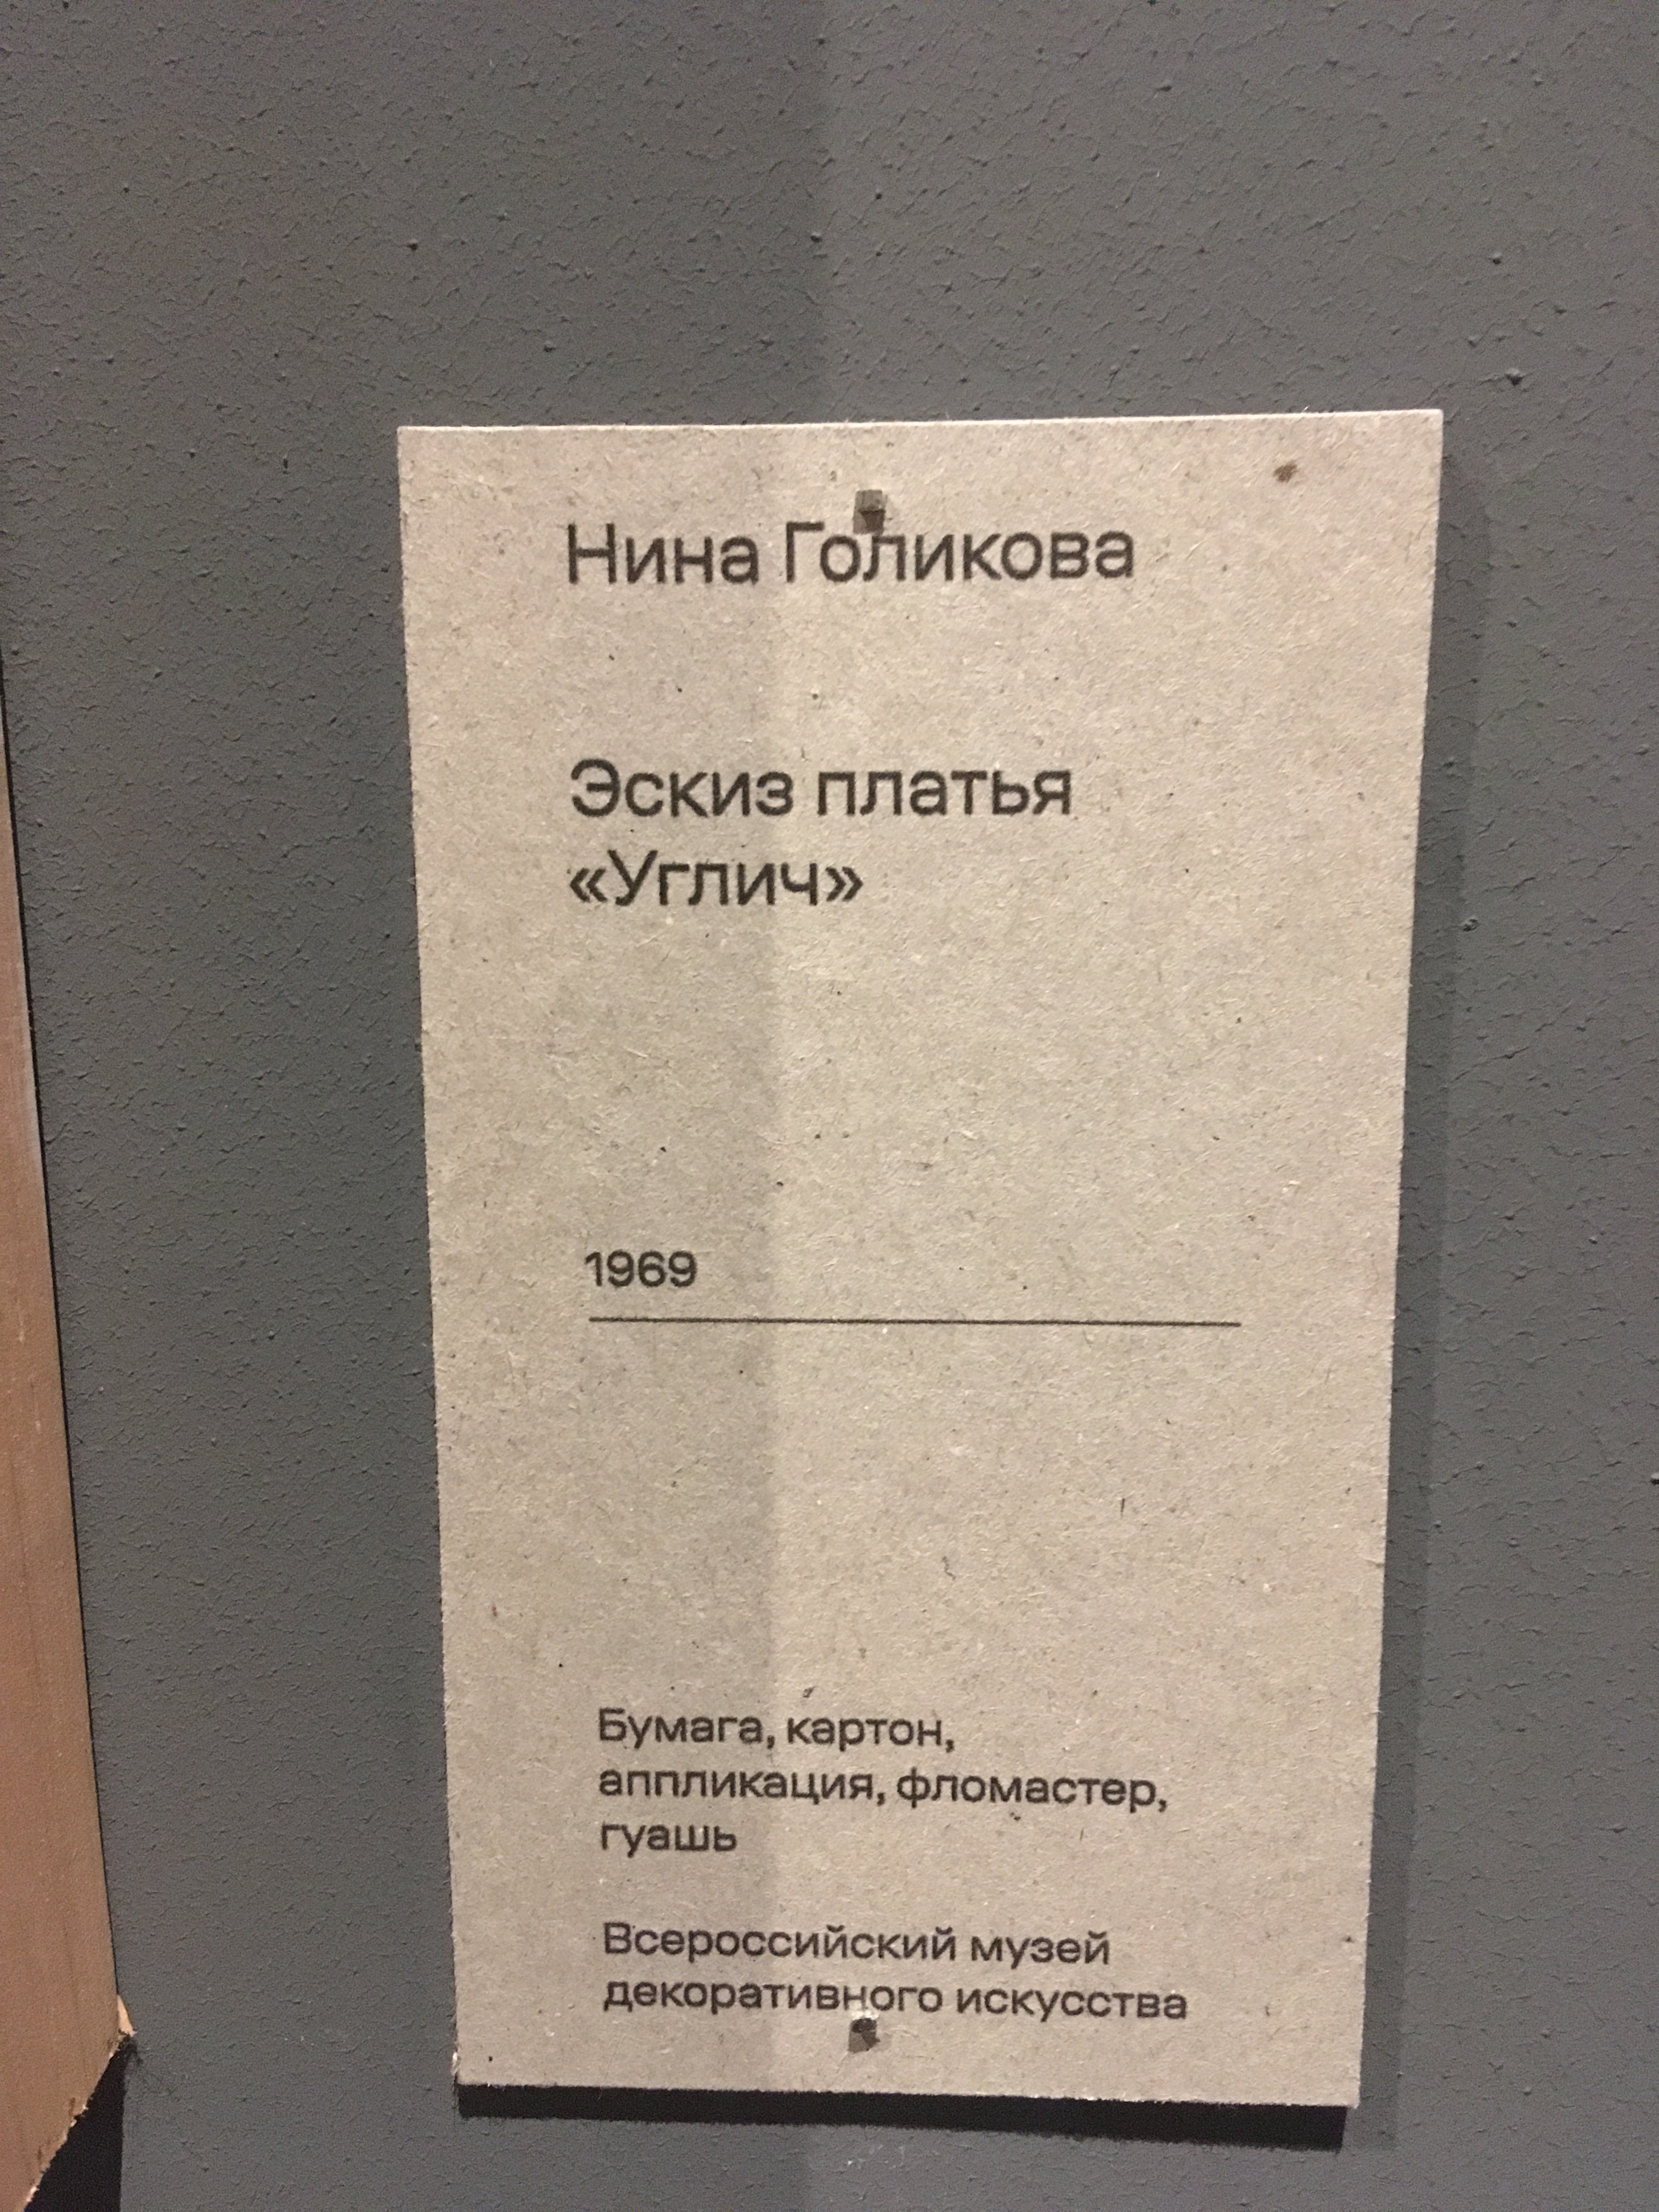 Нина Голикова
Эскиз платья
«Углич»
1969
Бумага, картон,
аппликация, фломастер,
гуашь
Всероссийский музей
декоративного искусства